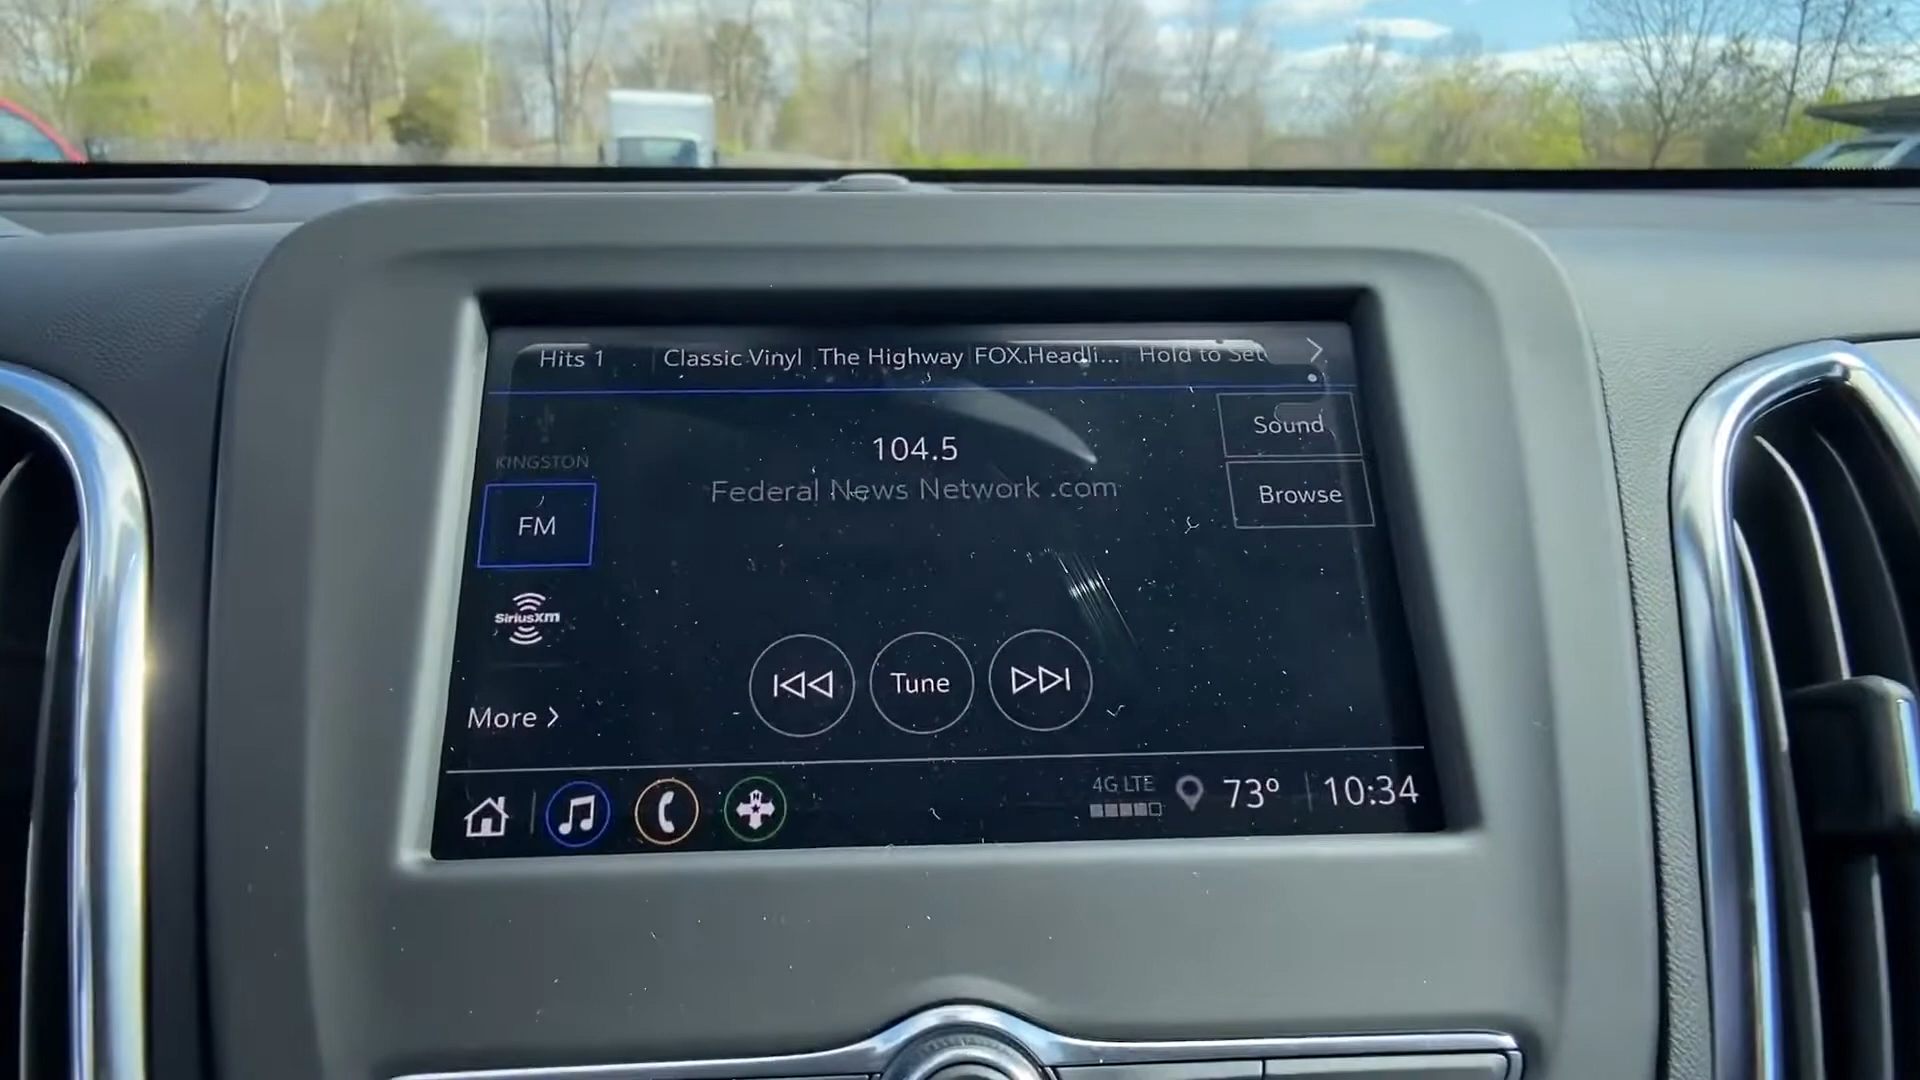 Hits 1 Classic Vinyl The Highway FOX.Headli... Hold to Set
Sound
104.5
KINGSTON
Federal News Network .com
Browse
FM
SiriusXm
Tune
More
4G LTE
73° 10:34
N